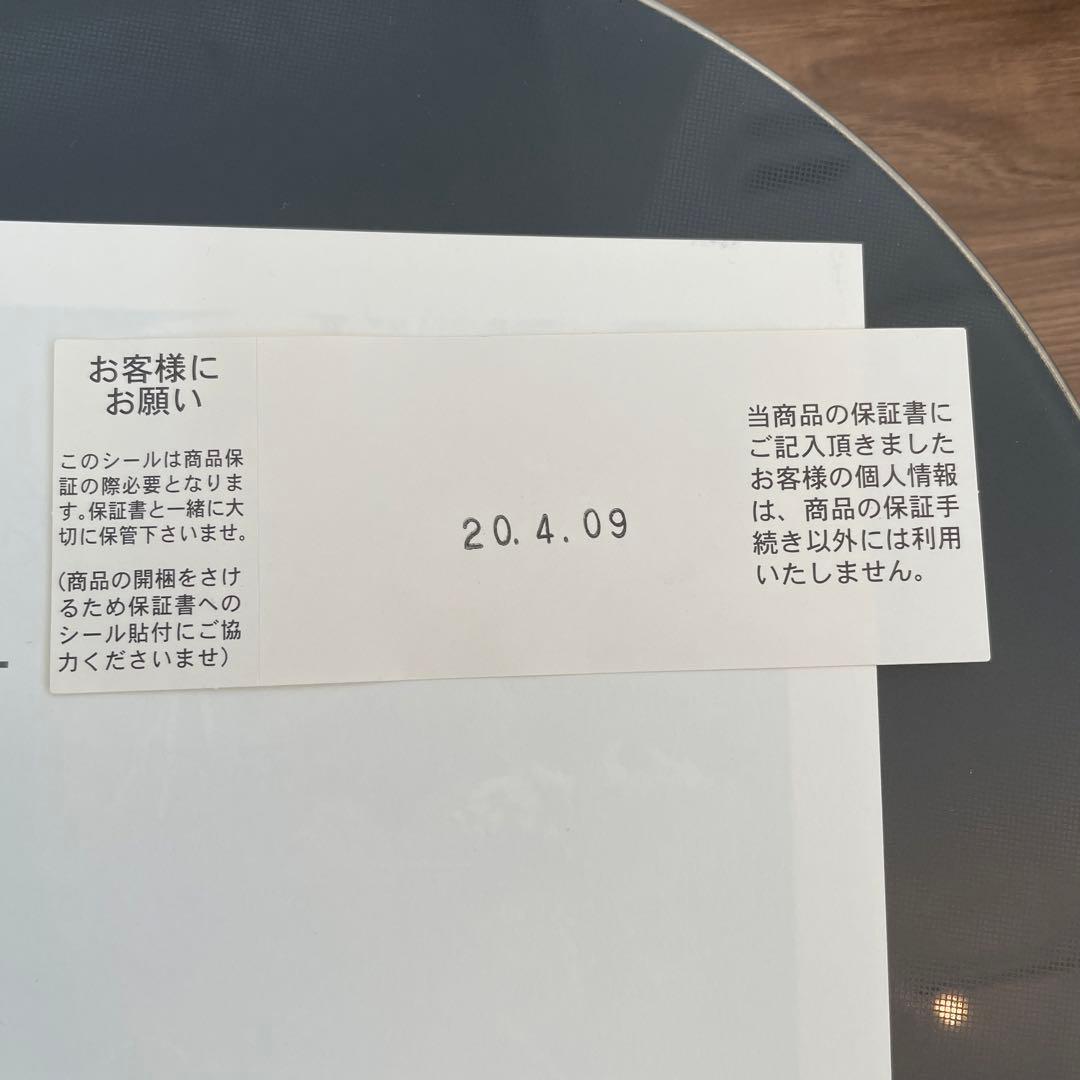 お客様に
お願い
このシールは商品保
証の際必要となりま
す。保証書と一緒に大
切に保管下さいませ。
(商品の開梱をさけ
るため保証書への
シール貼付にご協
力くださいませ)
20.4.09
当商品の保証書に
ご記入頂きました
お客様の個人情報
は、商品の保証手
続き以外には利用
いたしません。